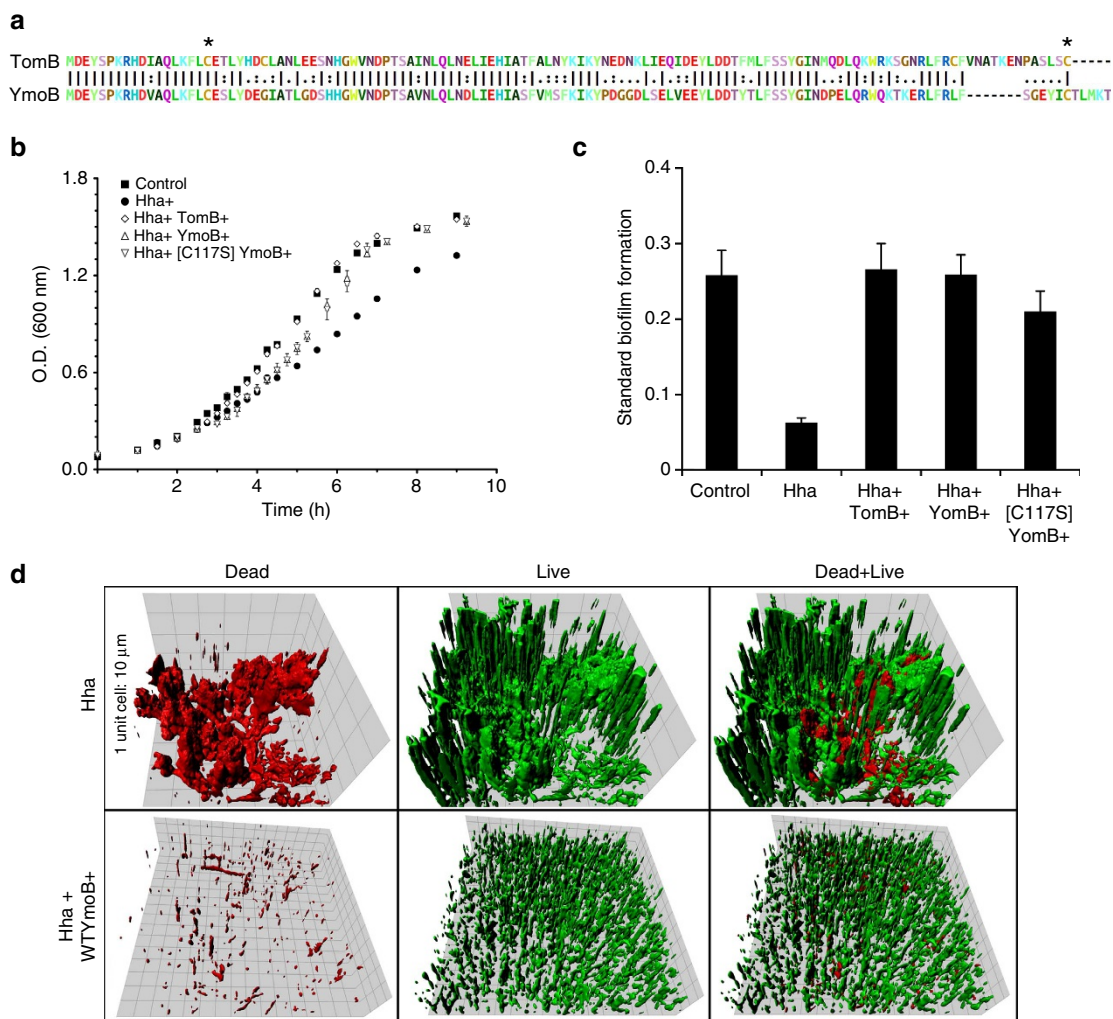 a
* *
TomB MDEYSPKRHDIAQLKFLCETLYHDCLANLEESNHGWVNDPTSAINLQLNELIEHIATFALNYKIKYNEDNKLIEQIDEYLDDTFMLFSSYGINMQDLQKWRKSGNRLFRCFVNATKENPASLSC-----
YmoB MDEYSPKRHDVAQLKFLCESLYDEGIATLGDSHHGWVNDPTSAVNLQLNDLIEHIASFVMSFKIKYPDGGDLSELVEEYLDDTYTLFSSYGINDPELQRWQKTKERLFRLF-------SGEYICTLMKT
b
1.8
1.2
0.6
0.0
O.D. (600 nm)
Control
Hha+
Hha+ TomB+
Hha+ YmoB+
Hha+ [C117S] YmoB+
2 4 6 8 10
Time (h)
c
0.4
0.3
0.2
0.1
0
Standard biofilm formation
Control Hha Hha+ Hha+ Hha+
TomB+ YomB+ [C117S]
YomB+
d
Dead Live Dead+Live
Hha
1 unit cell: 10 µm
Hha +
WTYmoB+